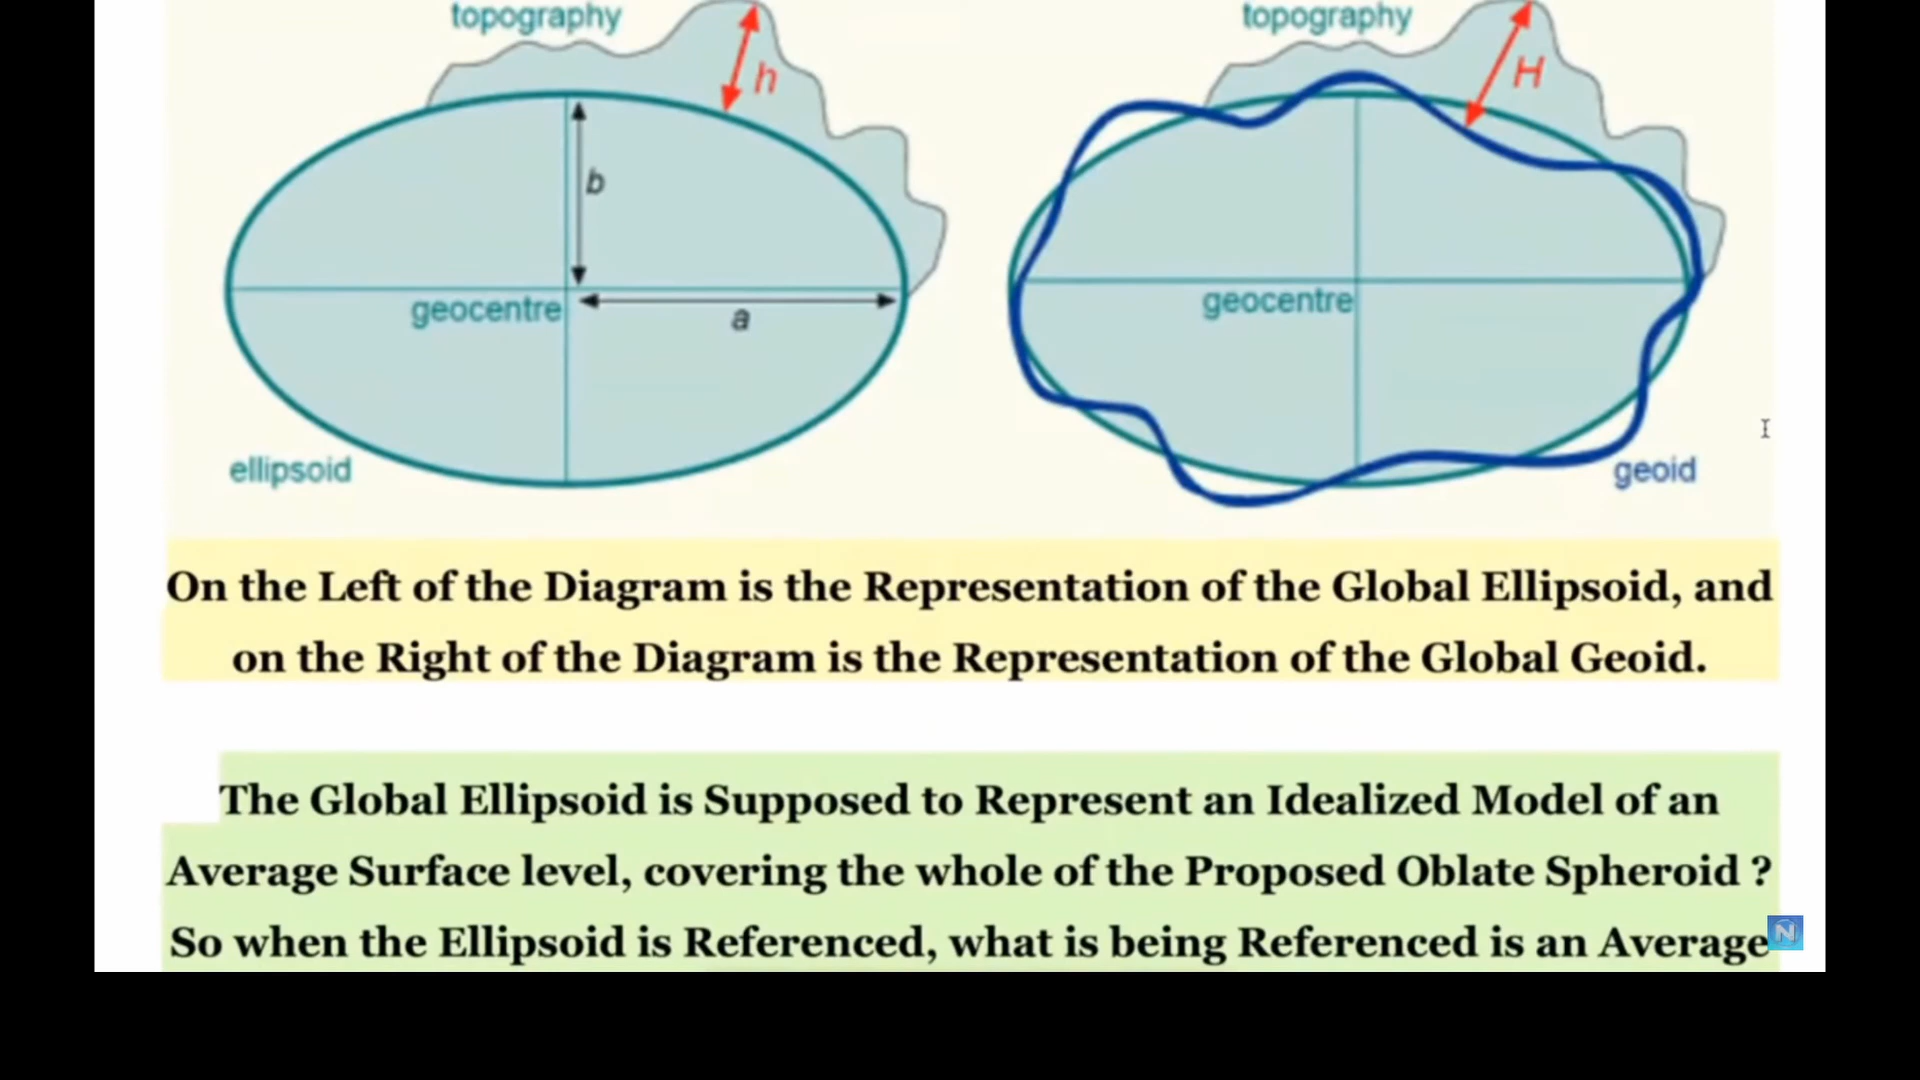 topography
topography
h
H
b
geocentre
a
geocentre
ellipsoid
geoid
On the Left of the Diagram is the Representation of the Global Ellipsoid, and
on the Right of the Diagram is the Representation of the Global Geoid.
The Global Ellipsoid is Supposed to Represent an Idealized Model of an
Average Surface level, covering the whole of the Proposed Oblate Spheroid ?
So when the Ellipsoid is Referenced, what is being Referenced is an Average
N